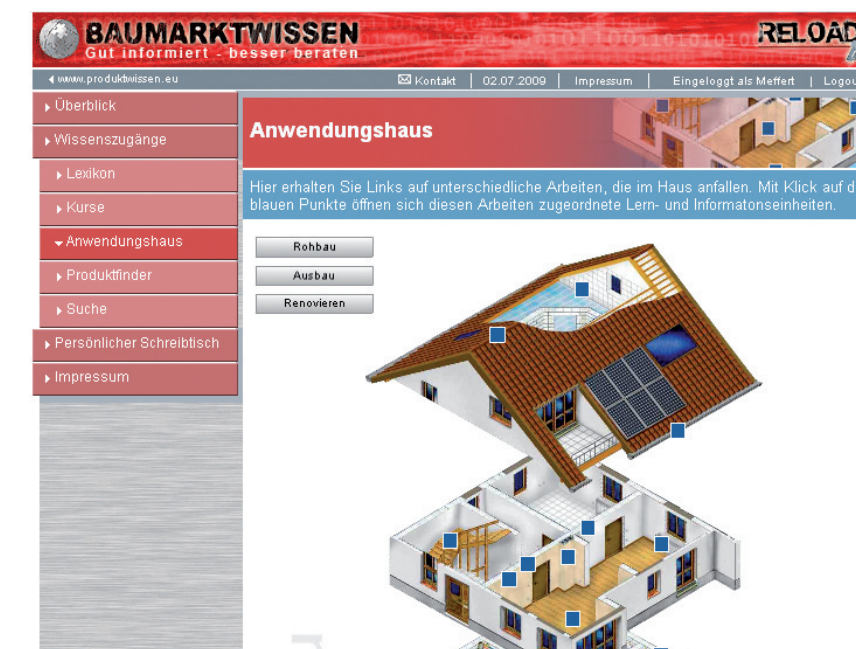 BAUMARKTWISSEN
Gut informiert - besser beraten
RELOAD
www.produktwissen.eu
Kontakt | 02.07.2009 | Impressum | Eingeloggt als Meffert | Logou
Überblick
Wissenszugänge
Lexikon
Kurse
Anwendungshaus
Produktfinder
Suche
Persönlicher Schreibtisch
Impressum
Anwendungshaus
Hier erhalten Sie Links auf unterschiedliche Arbeiten, die im Haus anfallen. Mit Klick auf d
blauen Punkte öffnen sich diesen Arbeiten zugeordnete Lern- und Informatonseinheiten.
Rohbau
Ausbau
Renovieren